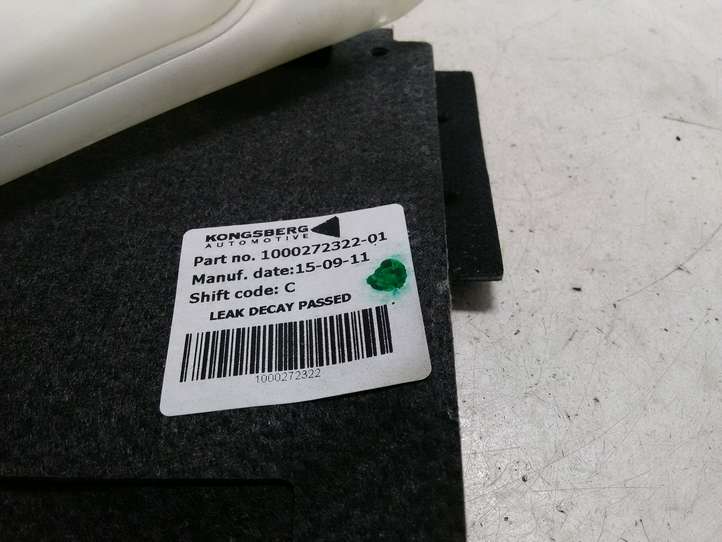 KONGSBERG
AUTOMOTIVE
Part no. 1000272322-01
Manuf. date:15-09-11
Shift code: C
LEAK DECAY PASSED
1000272322